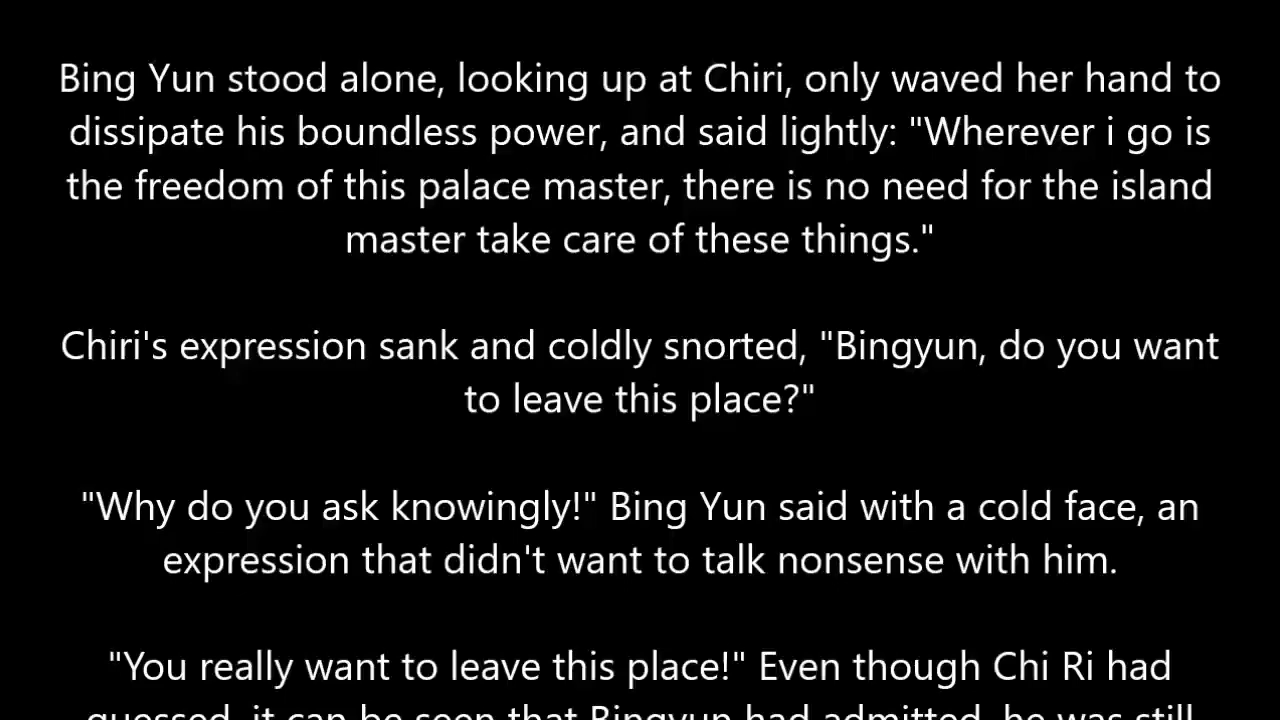 Bing Yun stood alone, looking up at Chiri, only waved her hand to
dissipate his boundless power, and said lightly: "Wherever i go is
the freedom of this palace master, there is no need for the island
master take care of these things."
Chiri's expression sank and coldly snorted, "Bingyun, do you want
to leave this place?"
"Why do you ask knowingly!" Bing Yun said with a cold face, an
expression that didn't want to talk nonsense with him.
"You really want to leave this place!" Even though Chi Ri had
guessed, it can be seen that Bingyun had admitted, he was still